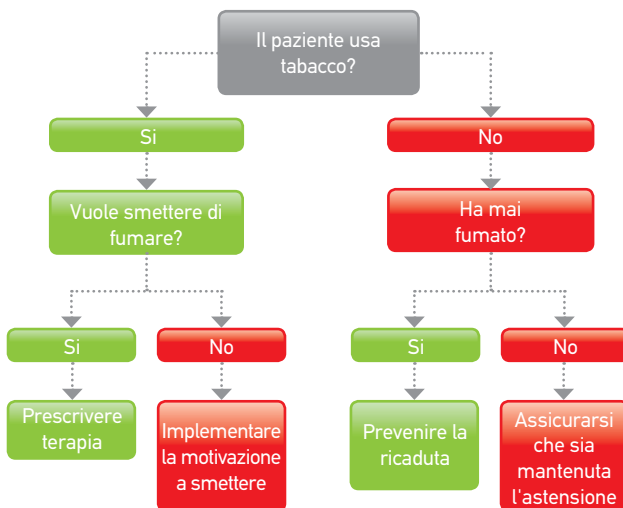 Il paziente usa
tabacco?
Si
No
Vuole smettere di
fumare?
Ha mai
fumato?
Si
No
Si
No
Prescrivere
terapia
Implementare
la motivazione
a smettere
Prevenire la
ricaduta
Assicurarsi
che sia
mantenuta
l'astensione